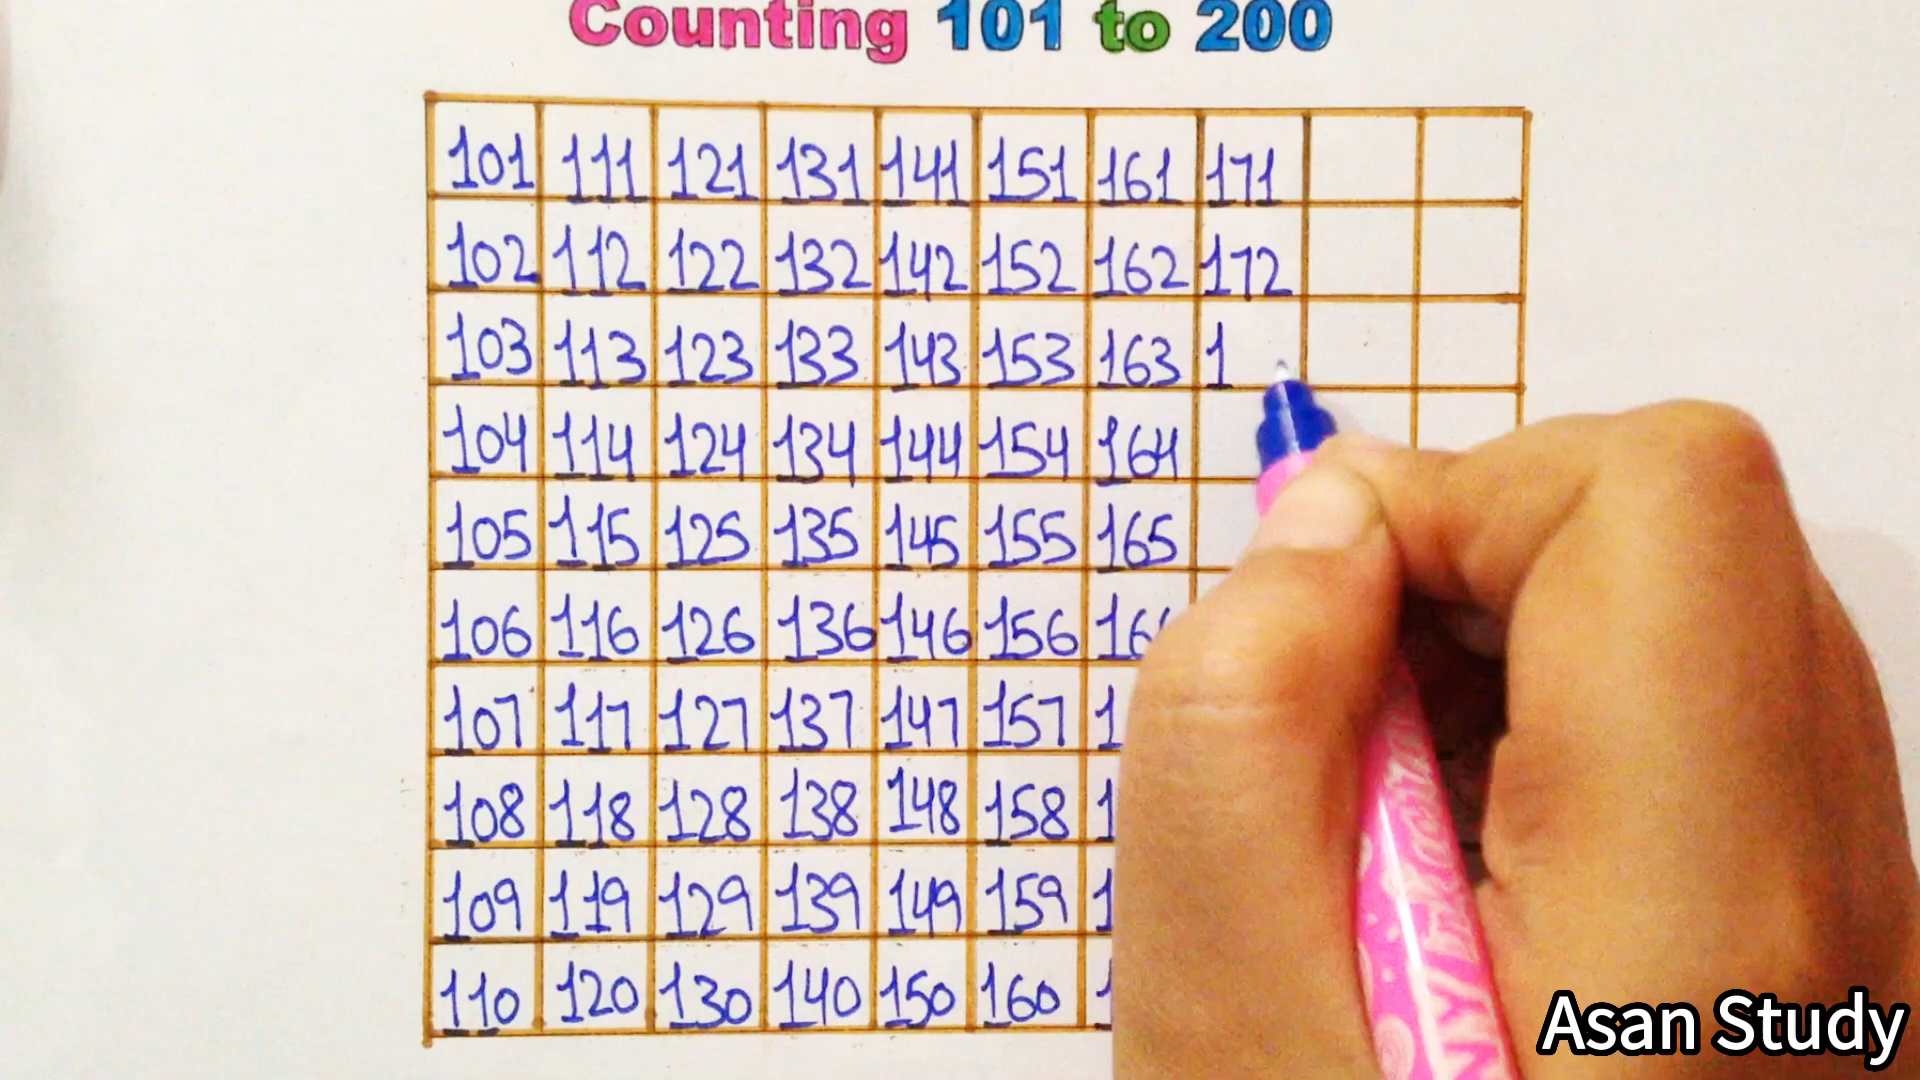 Counting 101 to 200
101 111 121 131 141 151 161 171
102 112 122 132 142 152 162 172
103 113 123 133 143 153 163 1
104 114 124 134 144 154 164
105 115 125 135 145 155 165
106 116 126 136 146 156
107 117 127 137 147 157
108 118 128 138 148 158
109 119 129 139 149 159
110 120 130 140 150 160
Asan Study